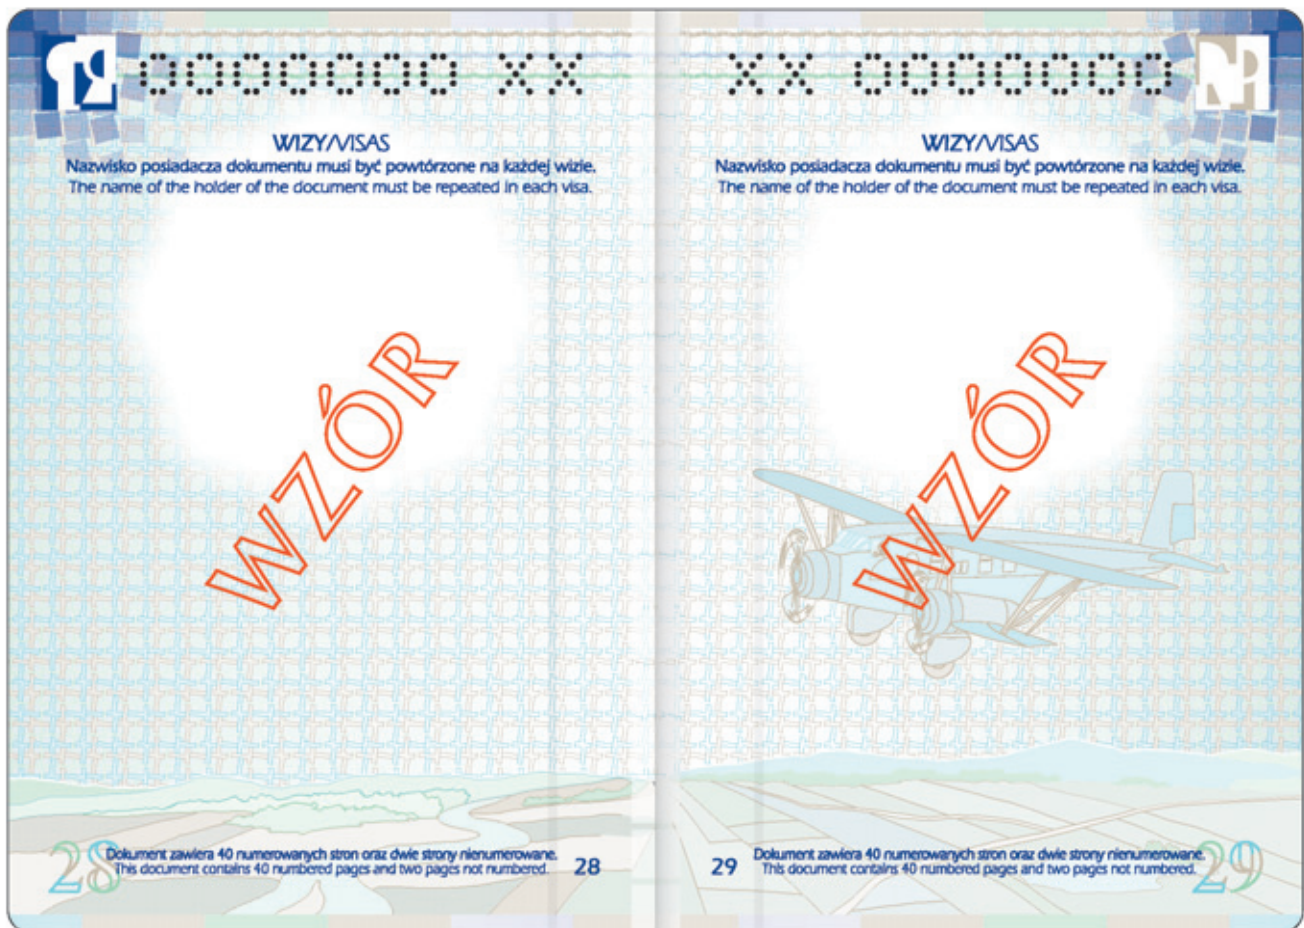 0000000 XX
WIZY/VISAS
Nazwisko posiadacza dokumentu musi być powtórzone na każdej wizie.
The name of the holder of the document must be repeated in each visa.
WZÓR
28
Dokument zawiera 40 numerowanych stron oraz dwie strony nienumerowane.
This document contains 40 numbered pages and two pages not numbered.
28
XX 0000000
WIZY/VISAS
Nazwisko posiadacza dokumentu musi być powtórzone na każdej wizie.
The name of the holder of the document must be repeated in each visa.
WZÓR
29
Dokument zawiera 40 numerowanych stron oraz dwie strony nienumerowane.
This document contains 40 numbered pages and two pages not numbered.
29